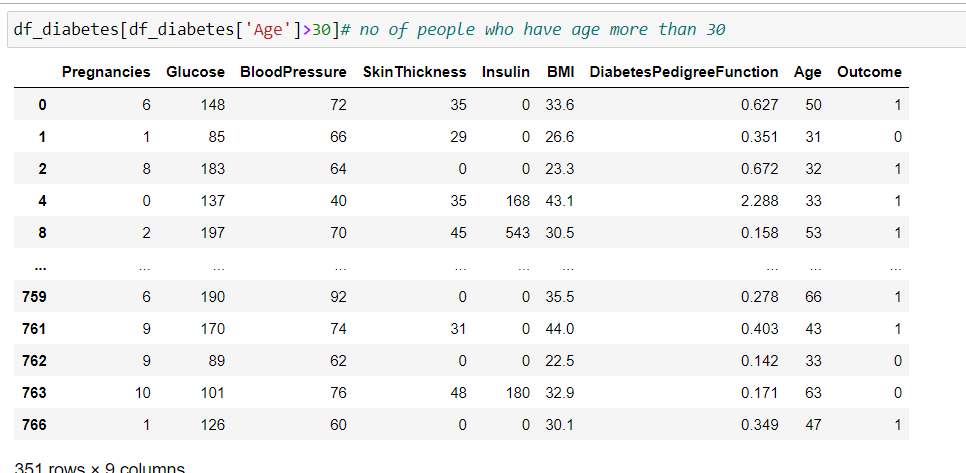 df_diabetes[df_diabetes['Age']>30]# no of people who have age more than 30
Pregnancies Glucose BloodPressure SkinThickness Insulin BMI DiabetesPedigreeFunction Age Outcome
0 6 148 72 35 0 33.6 0.627 50 1
1 1 85 66 29 0 26.6 0.351 31 0
2 8 183 64 0 0 23.3 0.672 32 1
4 0 137 40 35 168 43.1 2.288 33 1
8 2 197 70 45 543 30.5 0.158 53 1
... ... ... ... ... ... ... ... ... ...
759 6 190 92 0 0 35.5 0.278 66 1
761 9 170 74 31 0 44.0 0.403 43 1
762 9 89 62 0 0 22.5 0.142 33 0
763 10 101 76 48 180 32.9 0.171 63 0
766 1 126 60 0 0 30.1 0.349 47 1
351 rows × 9 columns